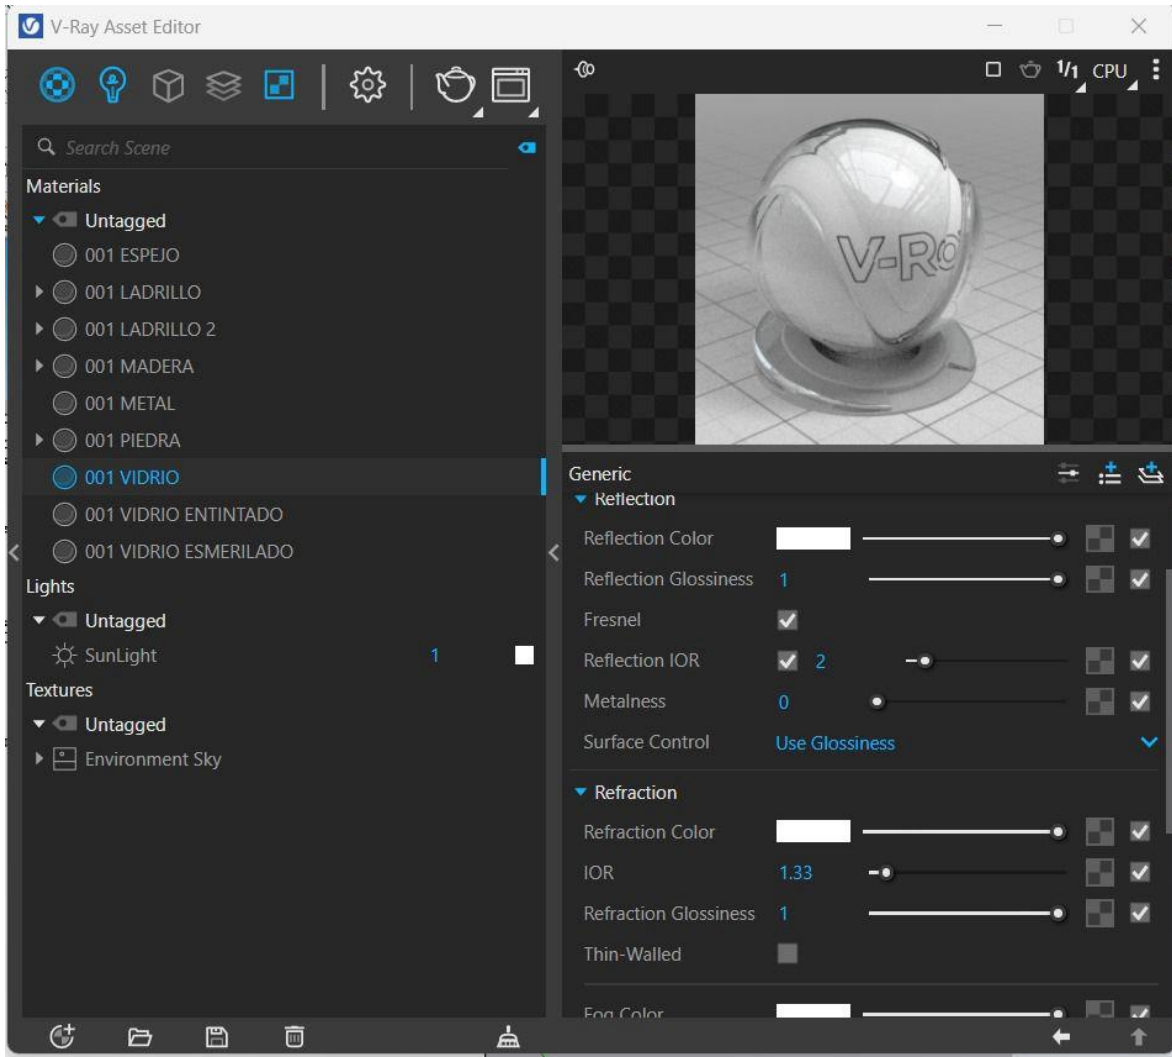 V-Ray Asset Editor
1/1 CPU
Search Scene
Materials
Untagged
001 ESPEJO
001 LADRILLO
001 LADRILLO 2
001 MADERA
001 METAL
001 PIEDRA
001 VIDRIO
001 VIDRIO ENTINTADO
001 VIDRIO ESMERILADO
Lights
Untagged
SunLight 1
Textures
Untagged
Environment Sky
V-Ra
Generic
Reflection
Reflection Color
Reflection Glossiness 1
Fresnel
Reflection IOR 2
Metalness 0
Surface Control Use Glossiness
Refraction
Refraction Color
IOR 1.33
Refraction Glossiness 1
Thin-Walled
Fog Color